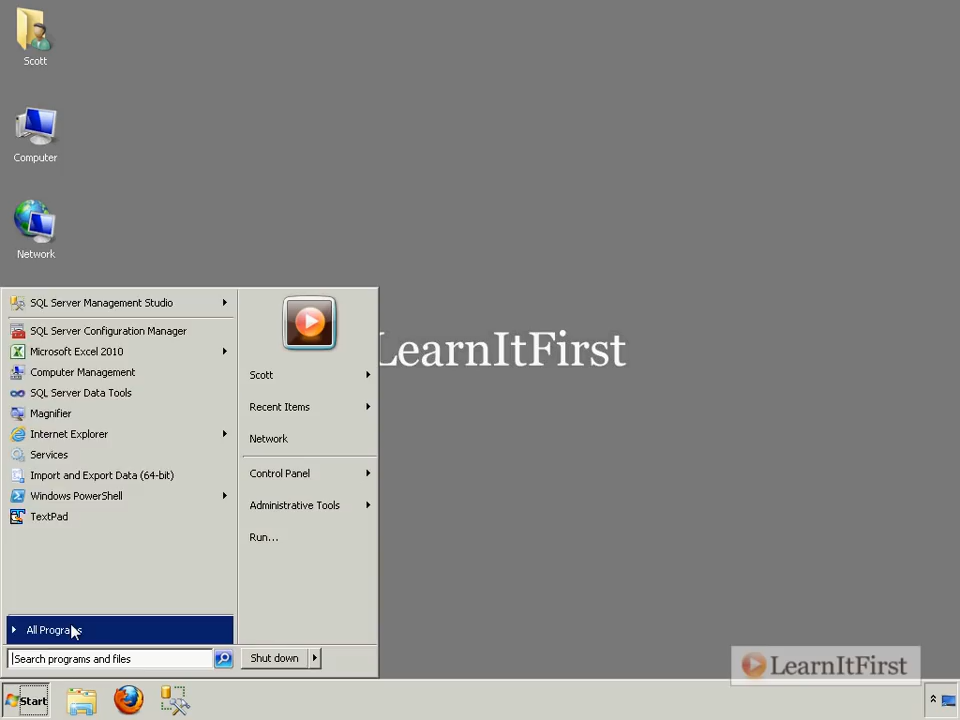 Scott
Computer
Network
SQL Server Management Studio
SQL Server Configuration Manager
Microsoft Excel 2010
Computer Management
SQL Server Data Tools
Magnifier
Internet Explorer
Services
Import and Export Data (64-bit)
Windows PowerShell
TextPad
All Programs
Search programs and files
Scott
Recent Items
Network
Control Panel
Administrative Tools
Run...
Shut down
LearnItFirst
LearnItFirst
Start